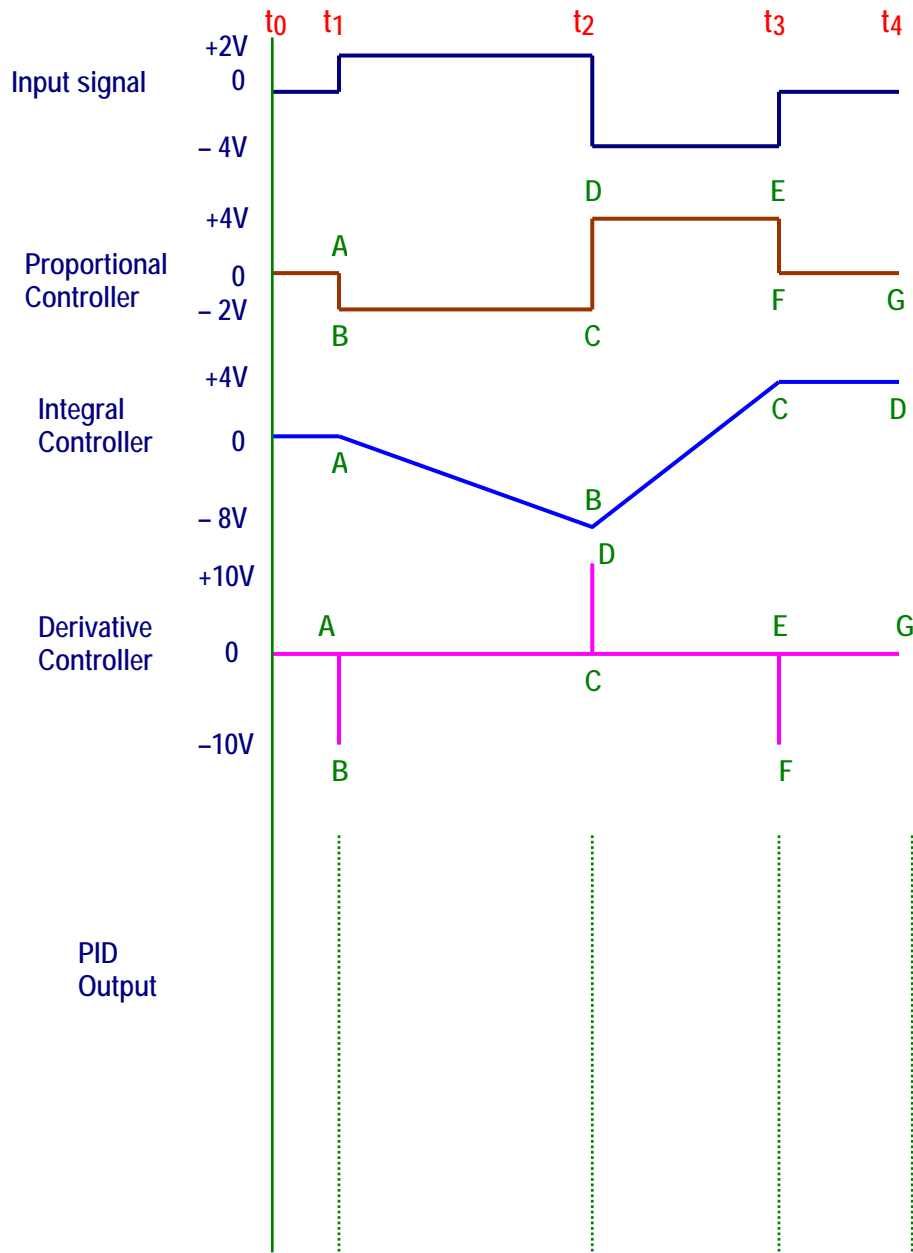 t0 t1 t2 t3 t4
+2V
Input signal 0
– 4V
D E
+4V
A
Proportional
Controller 0
– 2V
F G
B C
+4V
Integral
Controller
C D
0
A
B
– 8V
D
+10V
Derivative
Controller
A E G
0
C
–10V
B F
PID
Output